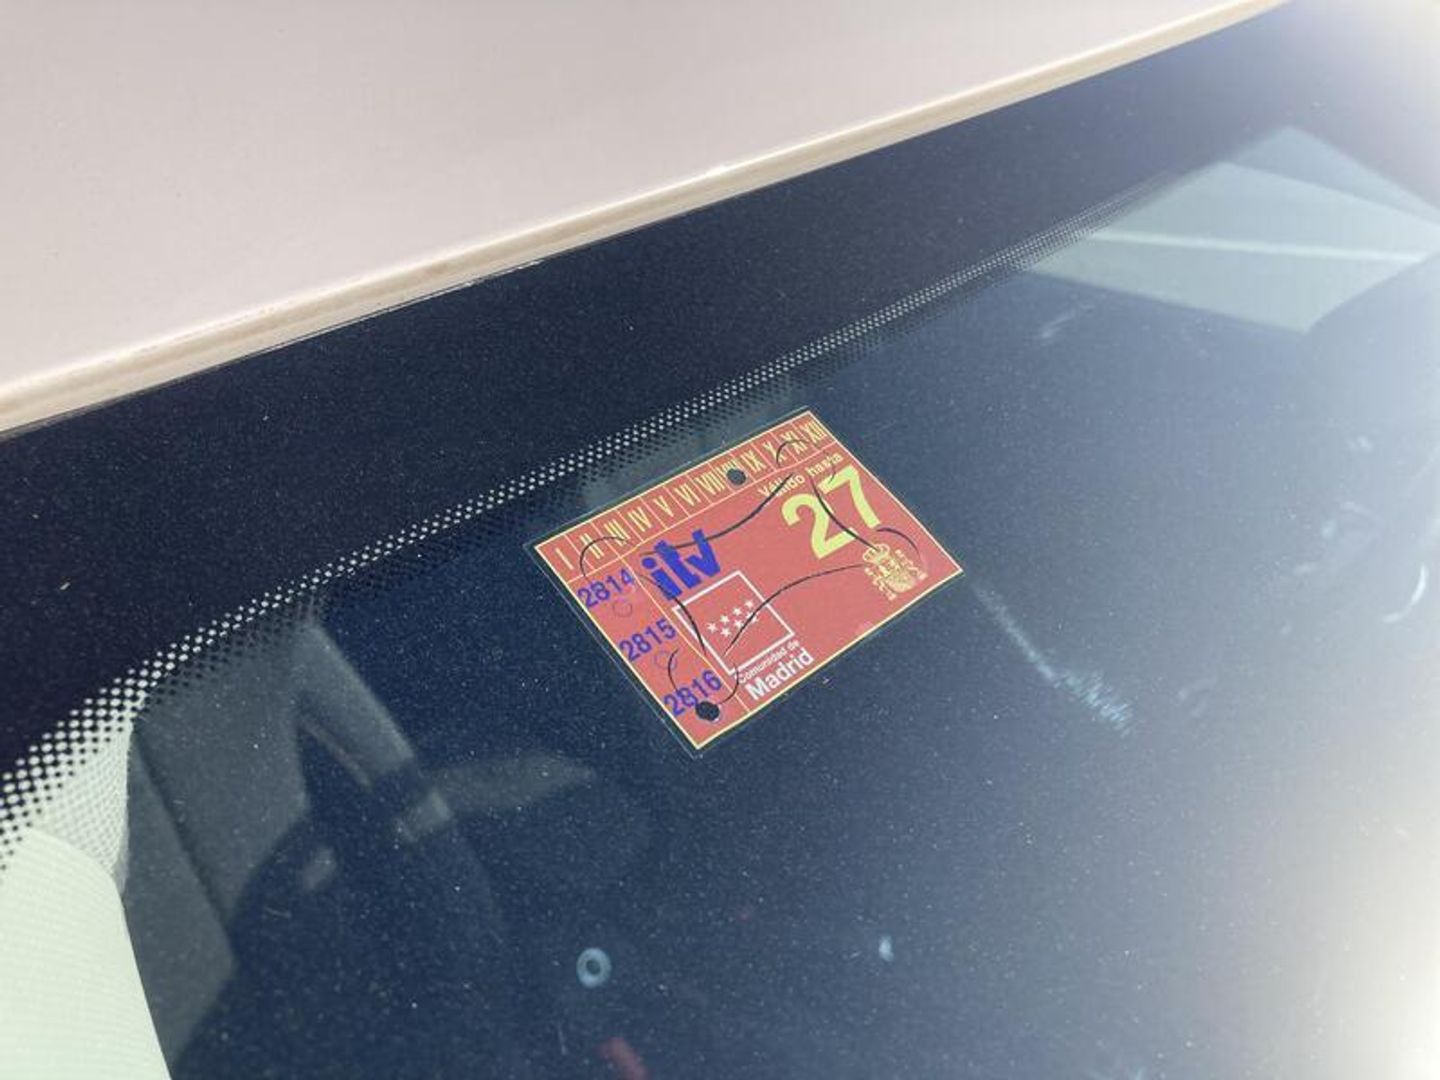 I II III IV V VI VII VIII IX X XI XII
Válido hasta
27
itv
2814
2815
2816
Comunidad de
Madrid